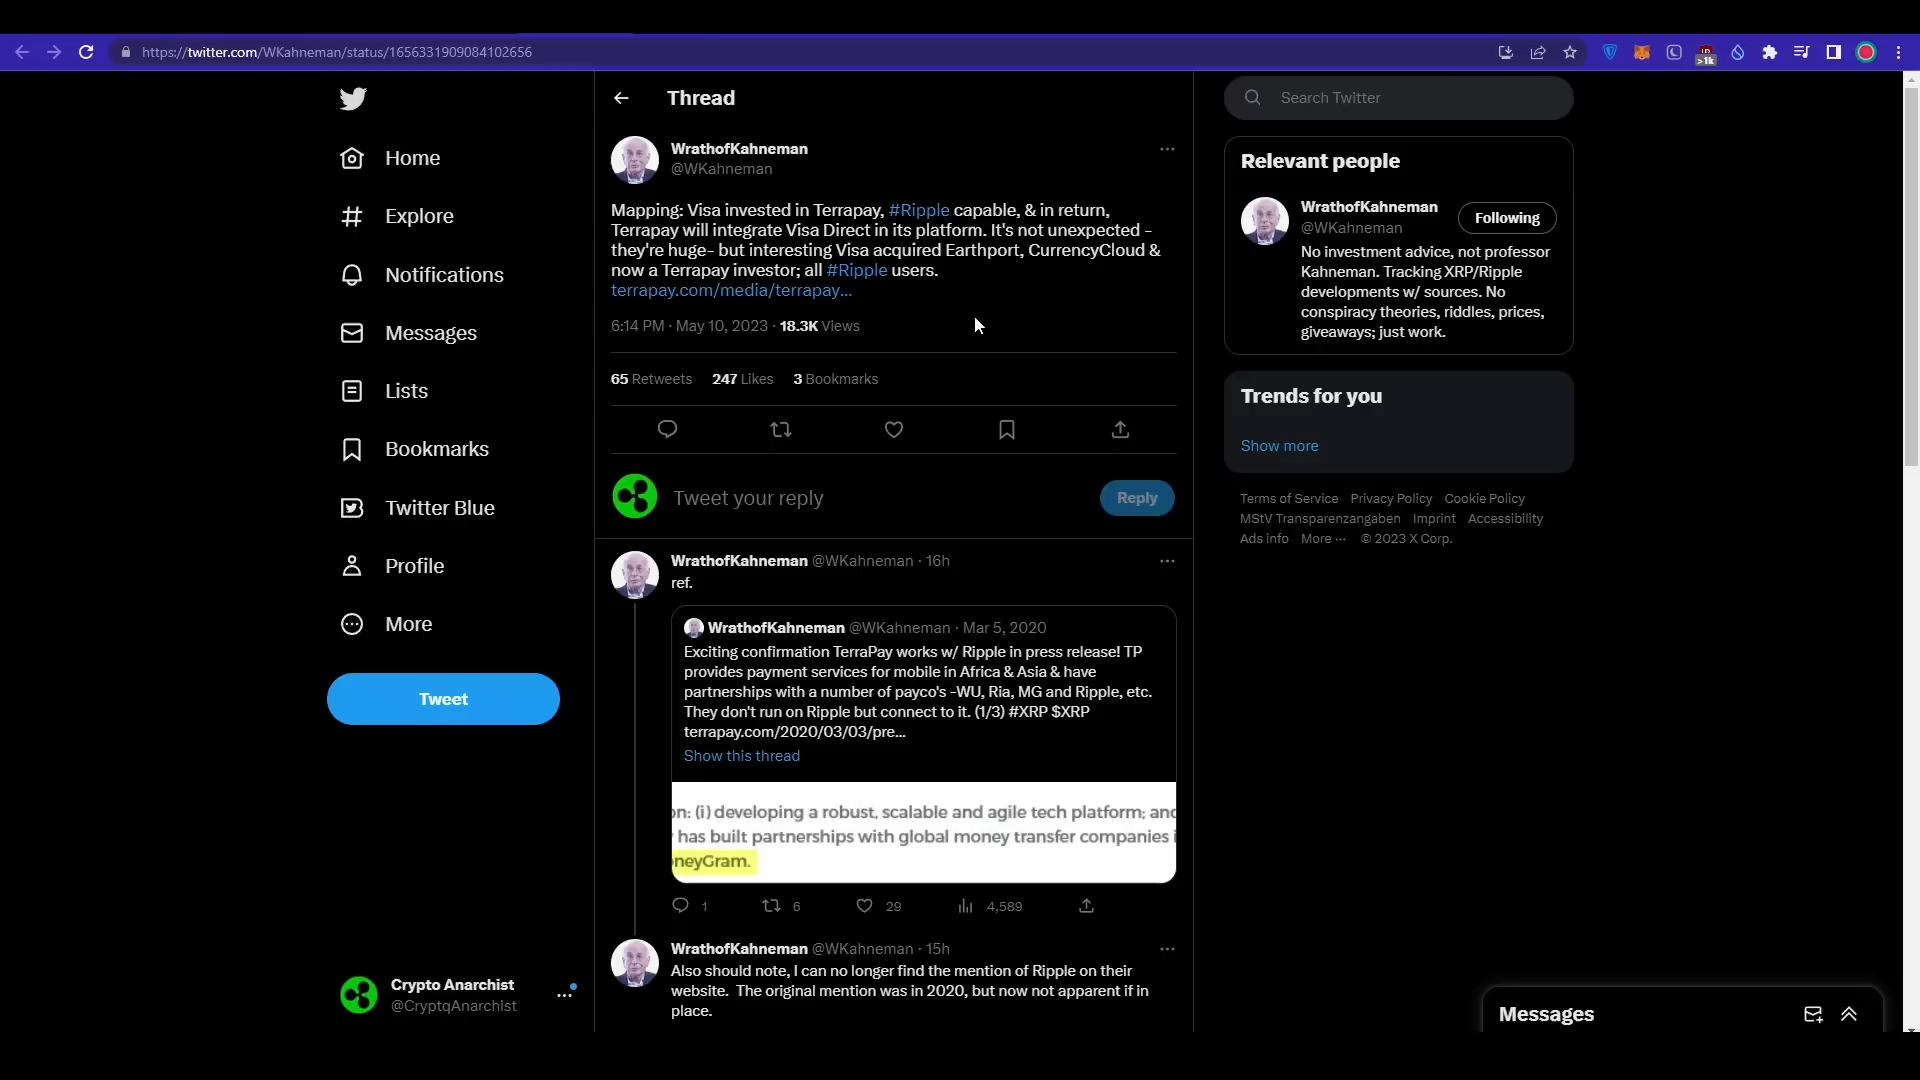 https://twitter.com/WKahneman/status/1656331909084102656
>1k
Home
Explore
Notifications
Messages
Lists
Bookmarks
Twitter Blue
Profile
More
Tweet
Crypto Anarchist
@CryptqAnarchist
Thread
WrathofKahneman
@WKahneman
Mapping: Visa invested in Terrapay, #Ripple capable, & in return,
Terrapay will integrate Visa Direct in its platform. It's not unexpected -
they're huge- but interesting Visa acquired Earthport, CurrencyCloud &
now a Terrapay investor; all #Ripple users.
terrapay.com/media/terrapay...
6:14 PM · May 10, 2023 · 18.3K Views
65 Retweets 247 Likes 3 Bookmarks
Tweet your reply
Reply
WrathofKahneman @WKahneman · 16h
ref.
WrathofKahneman @WKahneman · Mar 5, 2020
Exciting confirmation TerraPay works w/ Ripple in press release! TP
provides payment services for mobile in Africa & Asia & have
partnerships with a number of payco's -WU, Ria, MG and Ripple, etc.
They don't run on Ripple but connect to it. (1/3) #XRP $XRP
terrapay.com/2020/03/03/pre...
Show this thread
on: (i) developing a robust, scalable and agile tech platform; and
has built partnerships with global money transfer companies i
oneyGram.
1 6 29 4,589
WrathofKahneman @WKahneman · 15h
Also should note, I can no longer find the mention of Ripple on their
website. The original mention was in 2020, but now not apparent if in
place.
Search Twitter
Relevant people
WrathofKahneman
@WKahneman
Following
No investment advice, not professor
Kahneman. Tracking XRP/Ripple
developments w/ sources. No
conspiracy theories, riddles, prices,
giveaways; just work.
Trends for you
Show more
Terms of Service Privacy Policy Cookie Policy
MStV Transparenzangaben Imprint Accessibility
Ads info More ··· © 2023 X Corp.
Messages